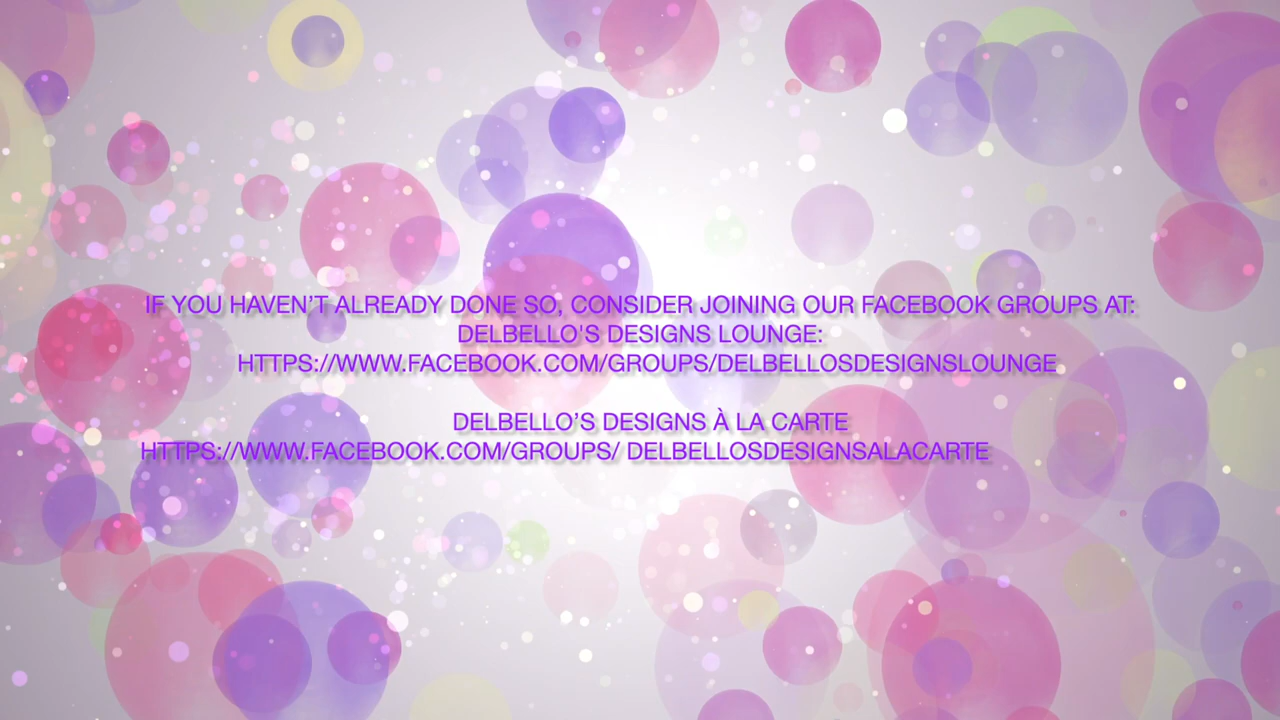 IF YOU HAVEN’T ALREADY DONE SO, CONSIDER JOINING OUR FACEBOOK GROUPS AT:
DELBELLO'S DESIGNS LOUNGE:
HTTPS://WWW.FACEBOOK.COM/GROUPS/DELBELLOSDESIGNSLOUNGE
DELBELLO’S DESIGNS À LA CARTE
HTTPS://WWW.FACEBOOK.COM/GROUPS/ DELBELLOSDESIGNSALACARTE